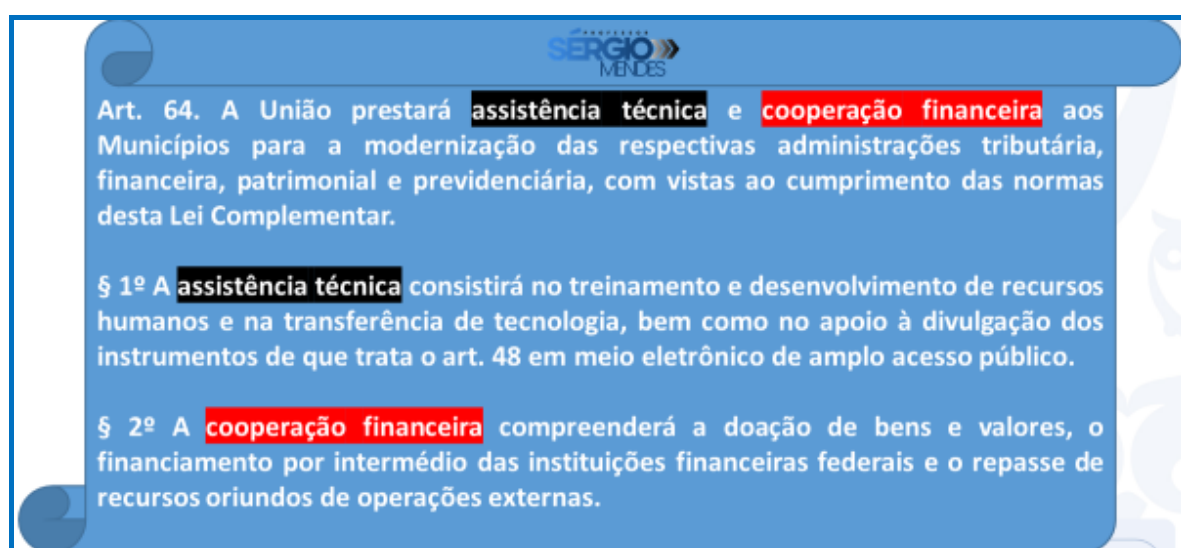 PROFESSOR
SÉRGIO
MENDES
Art. 64. A União prestará assistência técnica e cooperação financeira aos
Municípios para a modernização das respectivas administrações tributária,
financeira, patrimonial e previdenciária, com vistas ao cumprimento das normas
desta Lei Complementar.
§ 1º A assistência técnica consistirá no treinamento e desenvolvimento de recursos
humanos e na transferência de tecnologia, bem como no apoio à divulgação dos
instrumentos de que trata o art. 48 em meio eletrônico de amplo acesso público.
§ 2º A cooperação financeira compreenderá a doação de bens e valores, o
financiamento por intermédio das instituições financeiras federais e o repasse de
recursos oriundos de operações externas.